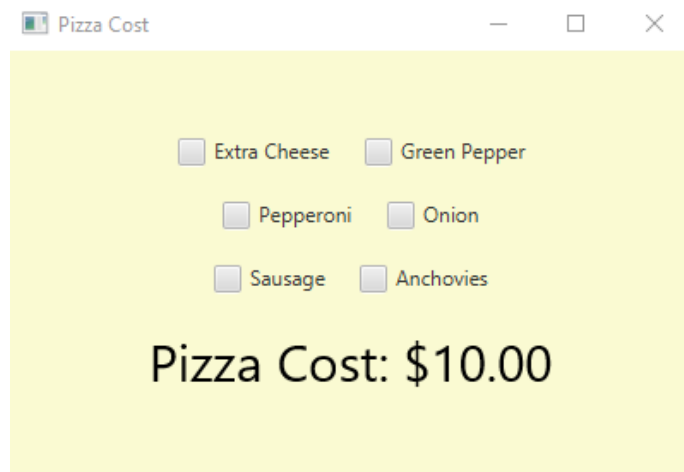 Pizza Cost
Extra Cheese Green Pepper
Pepperoni Onion
Sausage Anchovies
Pizza Cost: $10.00